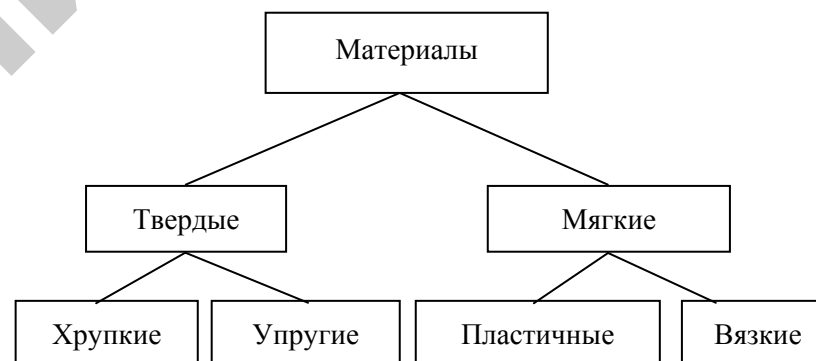 Материалы
Твердые Мягкие
Хрупкие Упругие Пластичные Вязкие